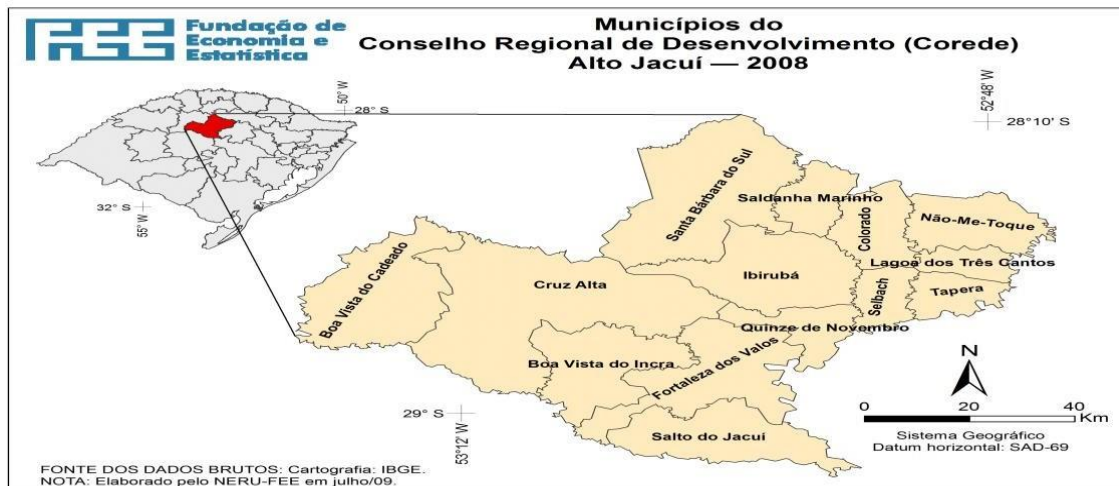 FEE Fundação de
Economia e
Estatística
Municípios do
Conselho Regional de Desenvolvimento (Corede)
Alto Jacuí — 2008
50° W
28° S
52° 48' W
28° 10' S
32° S
55° W
Santa Bárbara do Sul
Saldanha Marinho
Colorado
Não-Me-Toque
Boa Vista do Cadeado
Cruz Alta
Ibirubá
Lagoa dos Três Cantos
Selbach
Tapera
Quinze de Novembro
Boa Vista do Incra
Fortaleza dos Valos
Salto do Jacuí
29° S
53° 12' W
N
0 20 40
Km
Sistema Geográfico
Datum horizontal: SAD-69
FONTE DOS DADOS BRUTOS: Cartografia: IBGE.
NOTA: Elaborado pelo NERU-FEE em julho/09.